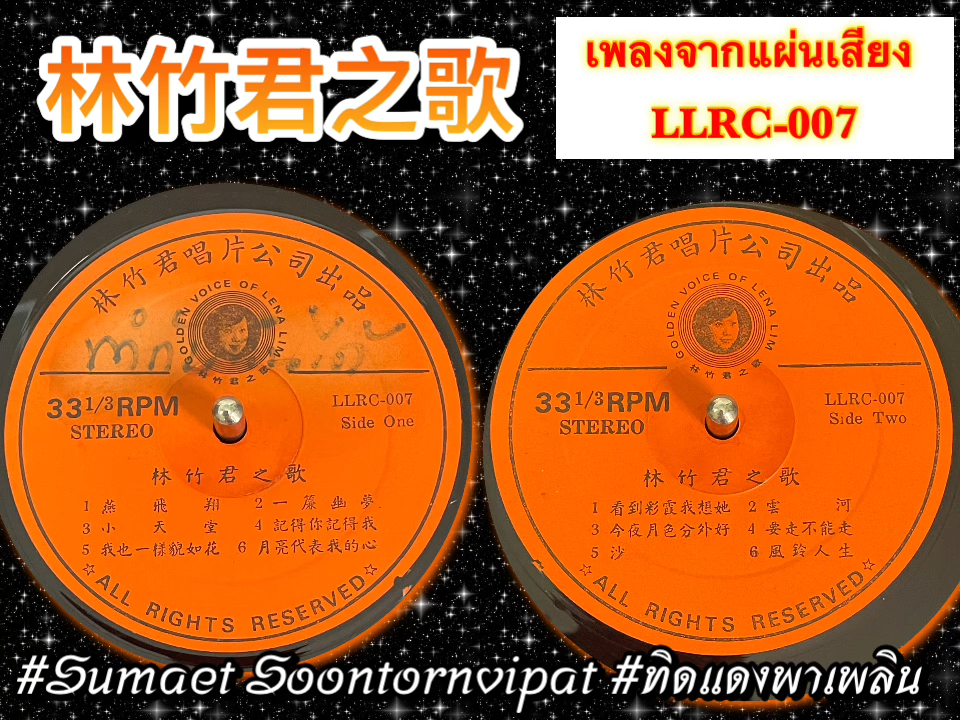 林竹君之歌
เพลงจากแผ่นเสียง
LLRC-007
林竹君唱片公司出品
GOLDEN VOICE OF LENA LIM
林竹君之歌
33 1/3 RPM
STEREO
LLRC-007
Side One
林竹君之歌
1 燕飛翔 2 一簾幽夢
3 小天堂 4 記得你記得我
5 我也一樣貌如花 6 月亮代表我的心
☆ALL RIGHTS RESERVED☆
林竹君唱片公司出品
GOLDEN VOICE OF LENA LIM
林竹君之歌
33 1/3 RPM
STEREO
LLRC-007
Side Two
林竹君之歌
1 看到彩霞我想她 2 雲河
3 今夜月色分外好 4 要走不能走
5 沙 6 風鈴人生
☆ALL RIGHTS RESERVED☆
#Sumaet Soontornvipat #ทิดแดงพาเพลิน